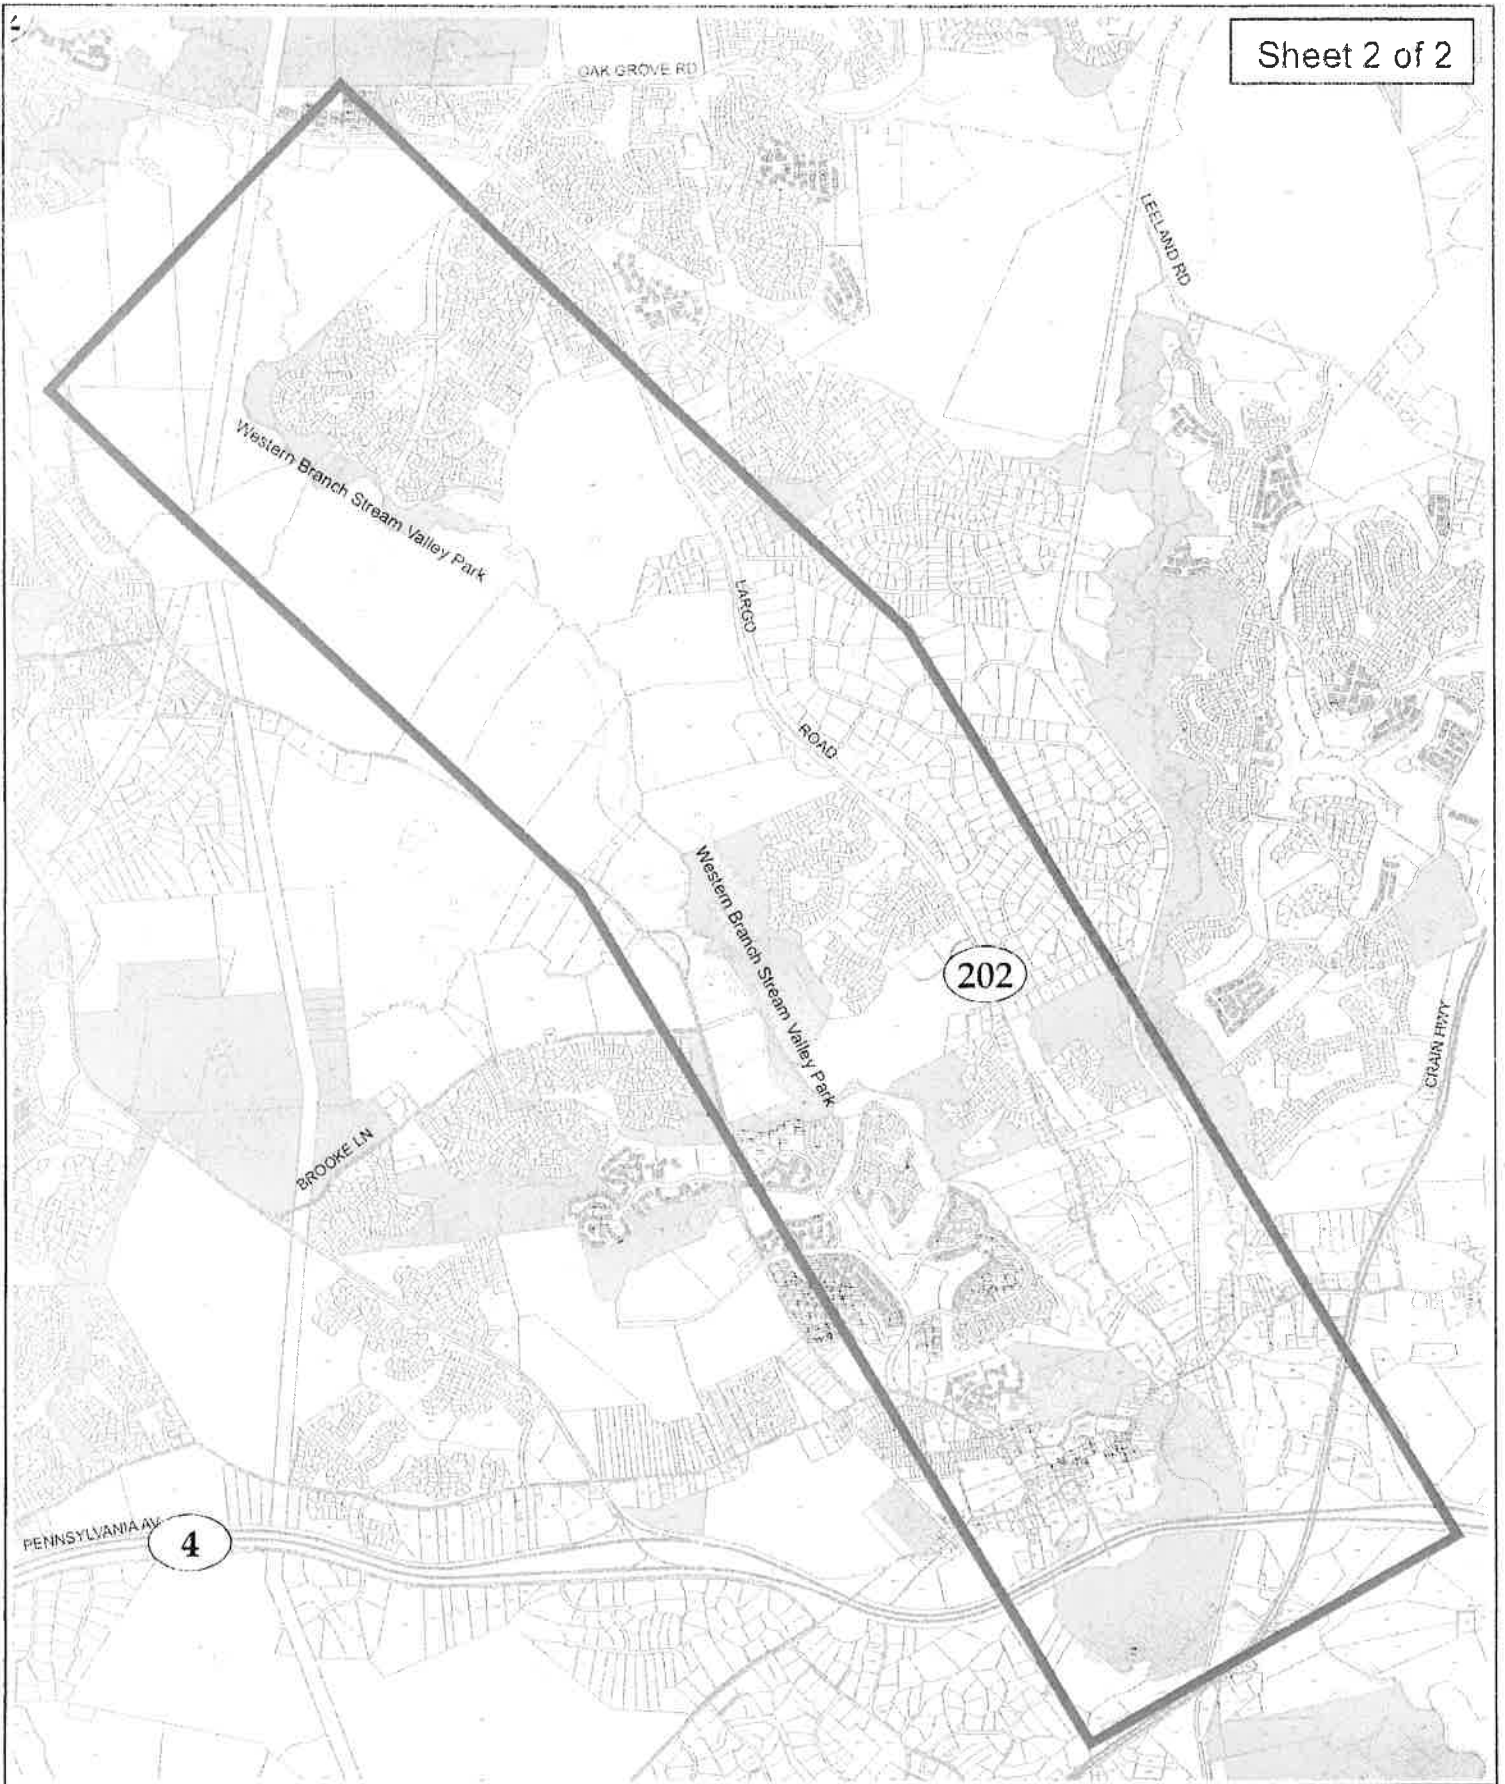 Sheet 2 of 2
OAK GROVE RD
LEELAND RD
Western Branch Stream Valley Park
LARGO
ROAD
Western Branch Stream Valley Park
202
CRAIN HWY
BROOKE LN
PENNSYLVANIA AV
4